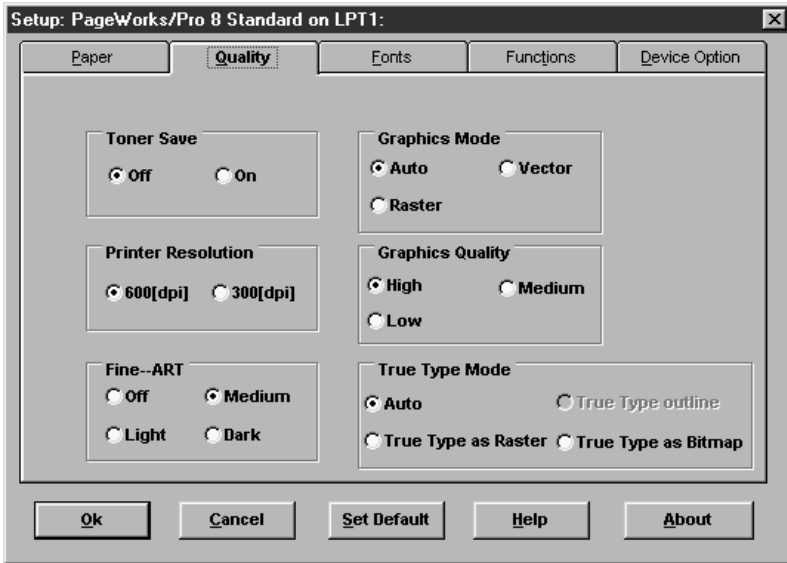 Setup: PageWorks/Pro 8 Standard on LPT1:
Paper
Quality
Fonts
Functions
Device Option
Toner Save
Off
On
Graphics Mode
Auto
Vector
Raster
Printer Resolution
600[dpi]
300[dpi]
Graphics Quality
High
Medium
Low
Fine--ART
Off
Medium
Light
Dark
True Type Mode
Auto
True Type outline
True Type as Raster
True Type as Bitmap
Ok
Cancel
Set Default
Help
About